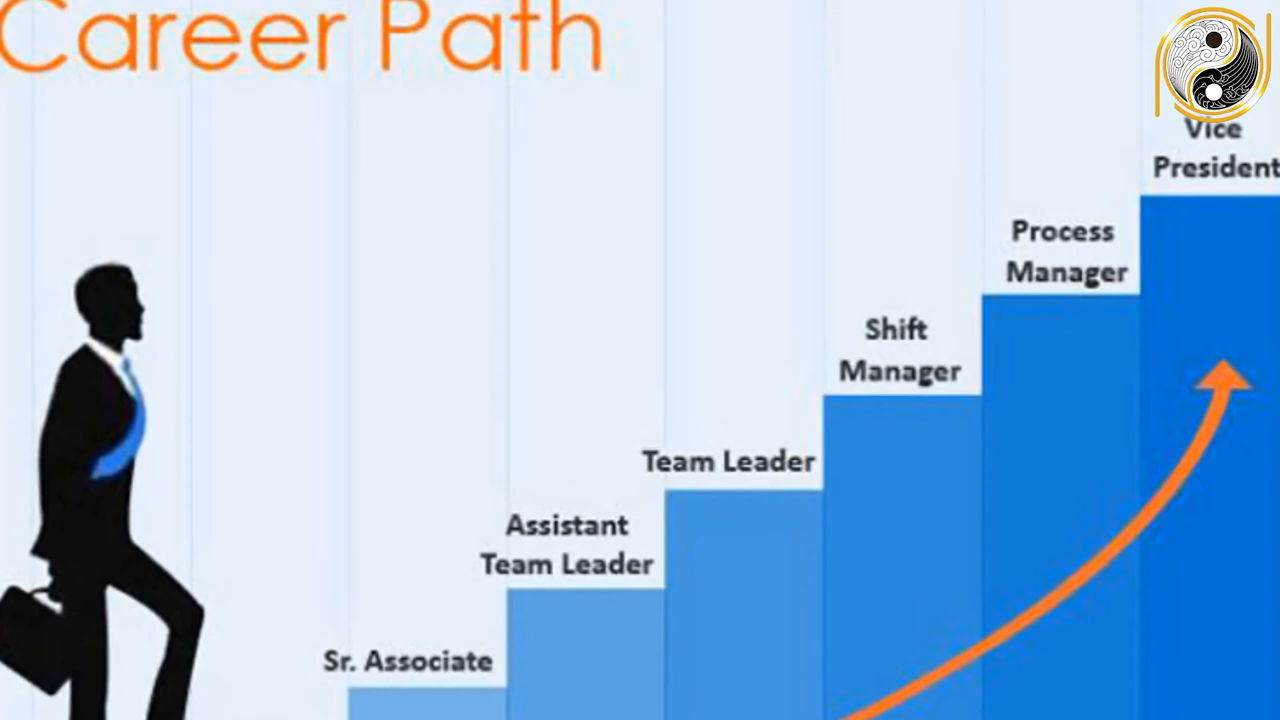 Career Path
Vice
President
Process
Manager
Shift
Manager
Team Leader
Assistant
Team Leader
Sr. Associate